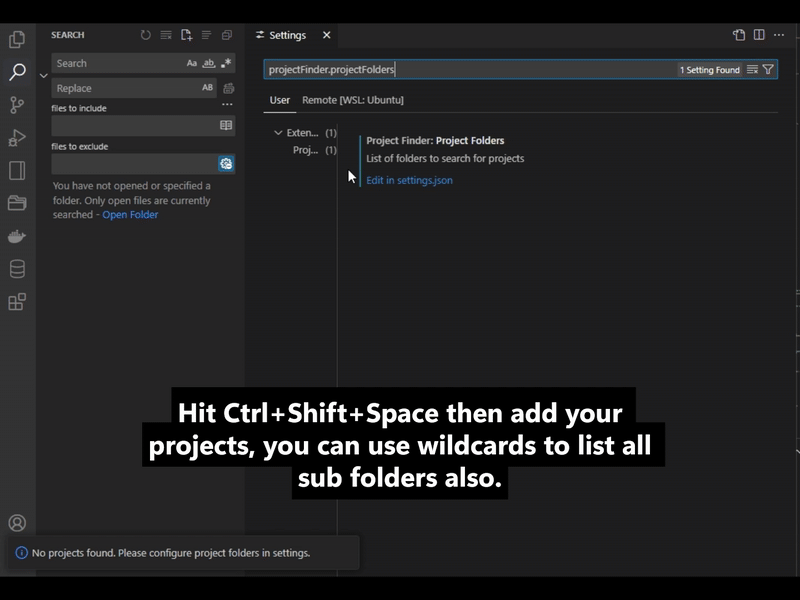 SEARCH
Search
Aa ab
Replace
AB
files to include
files to exclude
You have not opened or specified a
folder. Only open files are currently
searched - Open Folder
Settings
projectFinder.projectFolders
1 Setting Found
User
Remote [WSL: Ubuntu]
Exten... (1)
Proj... (1)
Project Finder: Project Folders
List of folders to search for projects
Edit in settings.json
Hit Ctrl+Shift+Space then add your
projects, you can use wildcards to list all
sub folders also.
No projects found. Please configure project folders in settings.